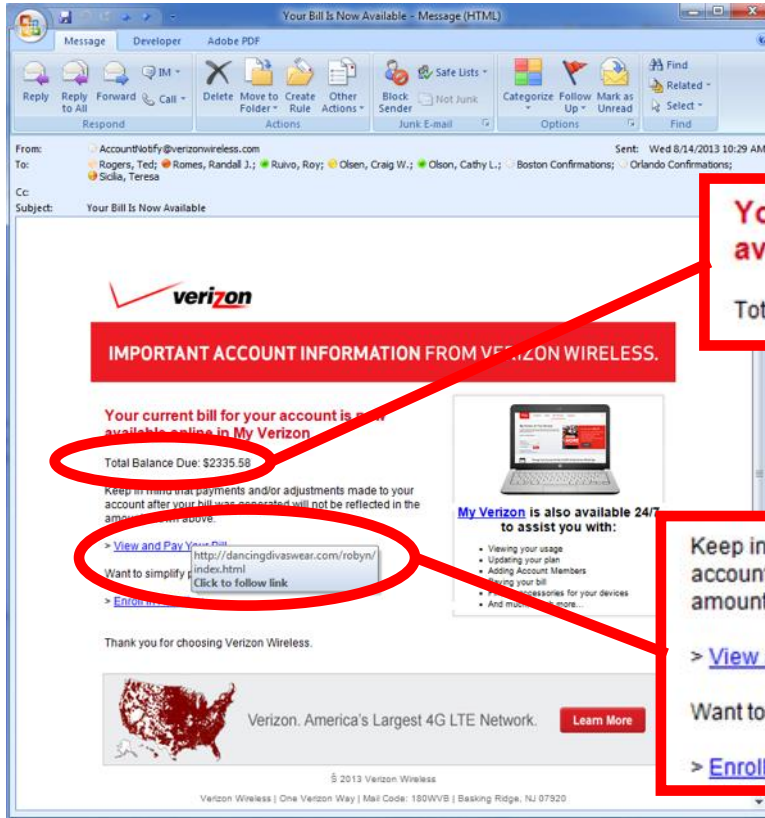 Your Bill Is Now Available - Message (HTML)
Message Developer Adobe PDF
Reply Reply to All Forward IM Call
Respond
Delete Move to Folder Create Rule Other Actions
Actions
Block Sender Safe Lists Not Junk
Junk E-mail
Categorize Follow Up Mark as Unread
Options
Find Related Select
Find
From: AccountNotify@verizonwireless.com Sent: Wed 8/14/2013 10:29 AM
To: Rogers, Ted; Romes, Randall J.; Ruivo, Roy; Olsen, Craig W.; Olson, Cathy L.; Boston Confirmations; Orlando Confirmations;
Sicilia, Teresa
Cc:
Subject: Your Bill Is Now Available
verizon
IMPORTANT ACCOUNT INFORMATION FROM VERIZON WIRELESS.
Your current bill for your account is now
available online in My Verizon
Total Balance Due: $2335.58
Keep in mind that payments and/or adjustments made to your
account after your bill was generated will not be reflected in the
amount shown above.
> View and Pay Your Bill
http://dancingdivaswear.com/robyn/
index.html
Click to follow link
Want to simplify
> Enroll in
Thank you for choosing Verizon Wireless.
My Verizon is also available 24/7
to assist you with:
• Viewing your usage
• Updating your plan
• Adding Account Members
• Paying your bill
• accessories for your devices
• And much, much more...
Verizon. America's Largest 4G LTE Network. Learn More
Š 2013 Verizon Wireless
Verizon Wireless | One Verizon Way | Mail Code: 180WVB | Basking Ridge, NJ 07920
Yo
av
Tot
Keep in
account
amount
> View
Want to
> Enroll